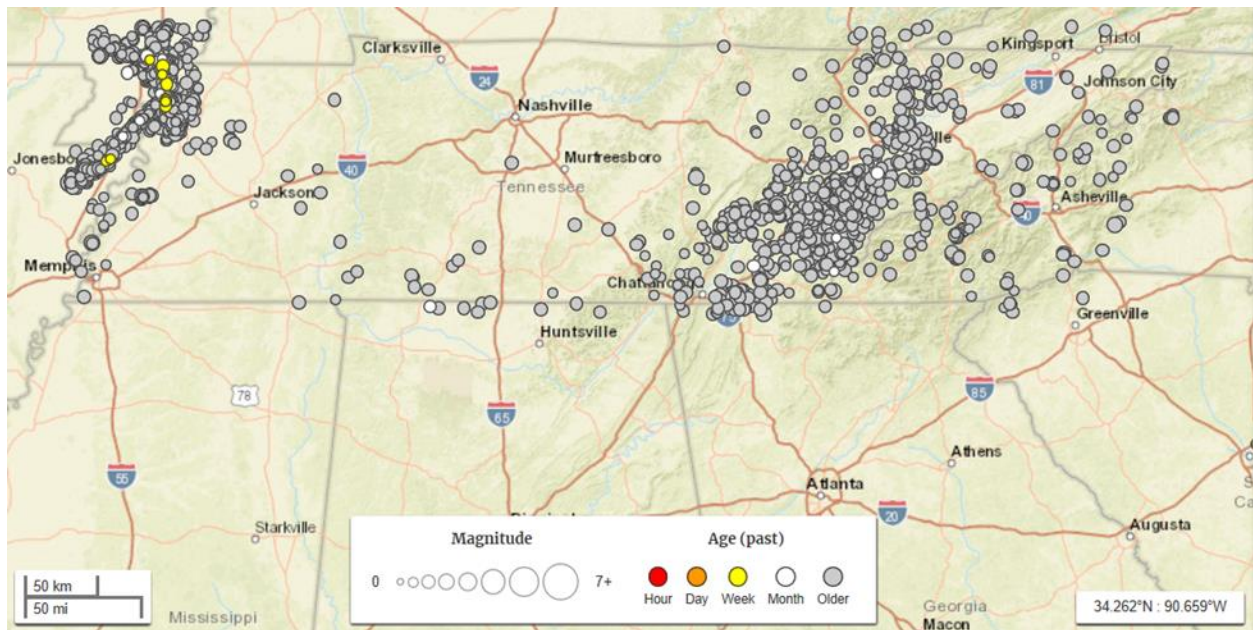 Clarksville
Kingsport
Bristol
24
81
Johnson City
Nashville
Jonesbo
Murfreesboro
ville
40
Tennessee
Jackson
Asheville
40
Memphis
Chattanooga
Huntsville
Greenville
78
65
85
55
Athens
Atlanta
20
Augusta
Starkville
Magnitude
0
7+
Age (past)
Hour
Day
Week
Month
Older
50 km
50 mi
Mississippi
Georgia
Macon
34.262°N : 90.659°W